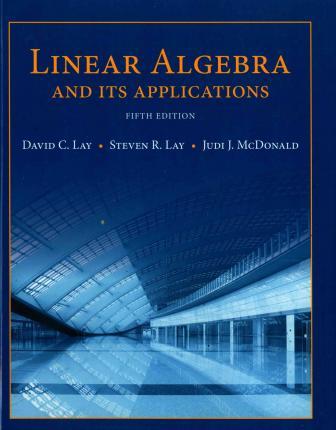 LINEAR ALGEBRA
AND ITS APPLICATIONS
FIFTH EDITION
DAVID C. LAY • STEVEN R. LAY • JUDI J. MCDONALD